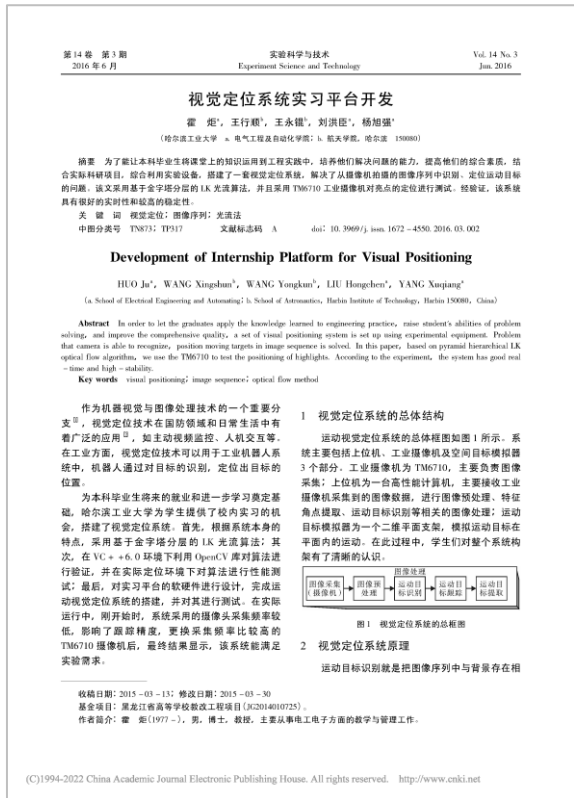 第14卷 第3期
2016年6月
实验科学与技术
Experiment Science and Technology
Vol. 14 No. 3
Jun. 2016
视觉定位系统实习平台开发
霍 炬a，王行顺b，王永锟b，刘洪臣a，杨旭强a
（哈尔滨工业大学 a. 电气工程及自动化学院；b. 航天学院，哈尔滨 150080）
摘要 为了能让本科毕业生将课堂上的知识运用到工程实践中，培养他们解决问题的能力，提高他们的综合素质，结
合实际科研项目，综合利用实验设备，搭建了一套视觉定位系统，解决了从摄像机拍摄的图像序列中识别、定位运动目标
的问题。该文采用基于金字塔分层的LK光流算法，并且采用TM6710工业摄像机对亮点的定位进行测试。经验证，该系统
具有很好的实时性和较高的稳定性。
关 键 词 视觉定位；图像序列；光流法
中图分类号 TN873；TP317 文献标志码 A doi：10. 3969/j. issn. 1672-4550. 2016. 03. 002
Development of Internship Platform for Visual Positioning
HUO Jua, WANG Xingshunb, WANG Yongkunb, LIU Hongchena, YANG Xuqianga
(a. School of Electrical Engineering and Automating; b. School of Astronautics, Harbin Institute of Technology, Harbin 150080, China)
Abstract In order to let the graduates apply the knowledge learned to engineering practice, raise student's abilities of problem
solving, and improve the comprehensive quality, a set of visual positioning system is set up using experimental equipment. Problem
that camera is able to recognize, position moving targets in image sequence is solved. In this paper, based on pyramid hierarchical LK
optical flow algorithm, we use the TM6710 to test the positioning of highlights. According to the experiment, the system has good real
-time and high-stability.
Key words visual positioning; image sequence; optical flow method
作为机器视觉与图像处理技术的一个重要分
支[1]，视觉定位技术在国防领域和日常生活中有
着广泛的应用[2]，如主动视频监控、人机交互等。
在工业方面，视觉定位技术可以用于工业机器人系
统中，机器人通过对目标的识别，定位出目标的
位置。
为本科毕业生将来的就业和进一步学习奠定基
础，哈尔滨工业大学为学生提供了校内实习的机
会，搭建了视觉定位系统。首先，根据系统本身的
特点，采用基于金字塔分层的LK光流算法；其
次，在VC++6.0环境下利用OpenCV库对算法进
行验证，并在实际定位环境下对算法进行性能测
试；最后，对实习平台的软硬件进行设计，完成运
动视觉定位系统的搭建，并对其进行测试。在实际
运行中，刚开始时，系统采用的摄像头采集频率较
低，影响了跟踪精度，更换采集频率比较高的
TM6710摄像机后，最终结果显示，该系统能满足
实验需求。
1 视觉定位系统的总体结构
运动视觉定位系统的总体框图如图1所示。系
统主要包括上位机、工业摄像机及空间目标模拟器
3个部分。工业摄像机为TM6710，主要负责图像
采集；上位机为一台高性能计算机，主要接收工业
摄像机采集到的图像数据，进行图像预处理、特征
角点提取、运动目标识别等相关的图像处理；运动
目标模拟器为一个二维平面支架，模拟运动目标在
平面内的运动。在此过程中，学生们对整个系统构
架有了清晰的认识。
图像处理
图像采集（摄像机）
图像预处理
运动目标识别
运动目标跟踪
运动目标提取
图1 视觉定位系统的总框图
2 视觉定位系统原理
运动目标识别就是把图像序列中与背景存在相
收稿日期：2015-03-13；修改日期：2015-03-30
基金项目：黑龙江省高等学校教改工程项目(JG2014010725)。
作者简介：霍 炬(1977-)，男，博士，教授，主要从事电工电子方面的教学与管理工作。
(C)1994-2022 China Academic Journal Electronic Publishing House. All rights reserved. http://www.cnki.net